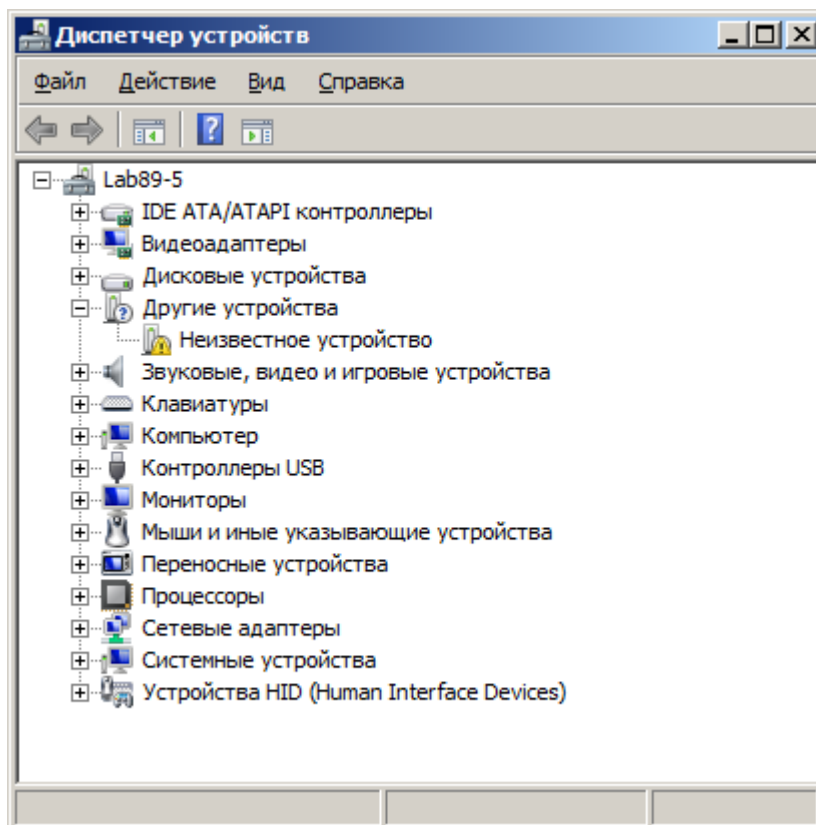 Диспетчер устройств
Файл Действие Вид Справка
Lab89-5
IDE ATA/ATAPI контроллеры
Видеоадаптеры
Дисковые устройства
Другие устройства
Неизвестное устройство
Звуковые, видео и игровые устройства
Клавиатуры
Компьютер
Контроллеры USB
Мониторы
Мыши и иные указывающие устройства
Переносные устройства
Процессоры
Сетевые адаптеры
Системные устройства
Устройства HID (Human Interface Devices)